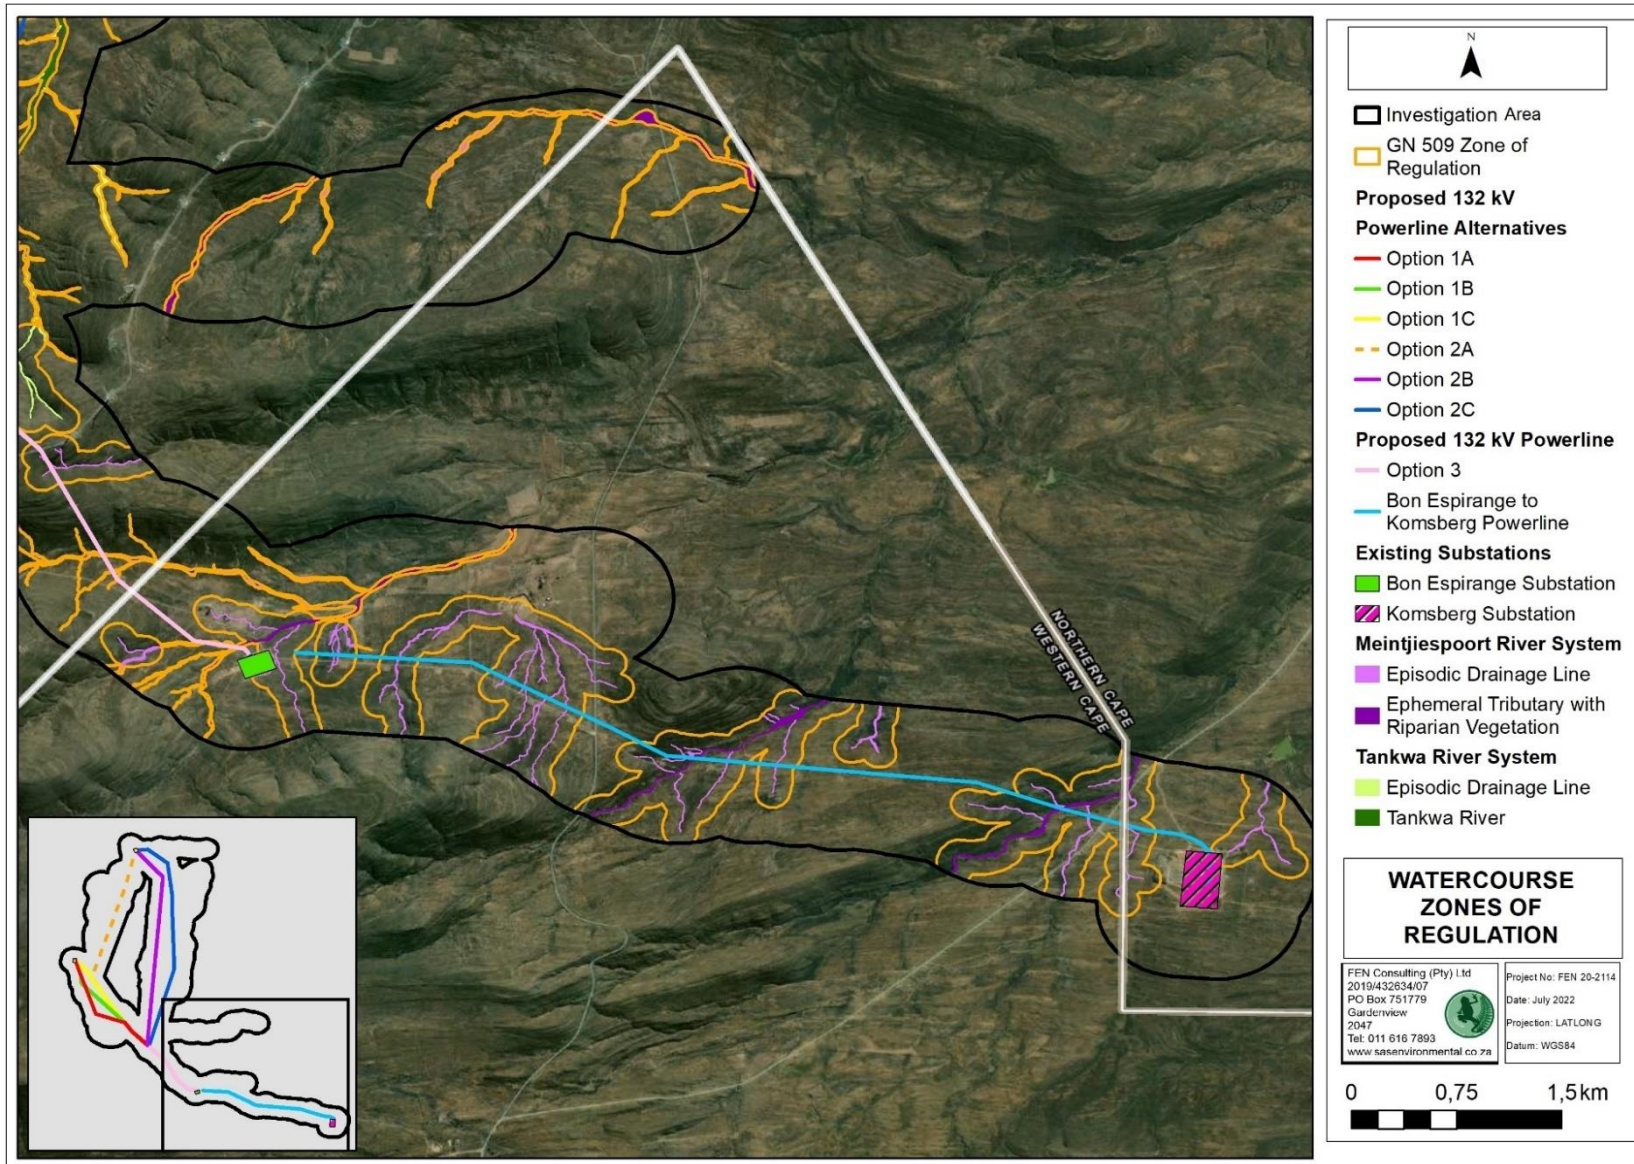 NORTHERN CAPE
WESTERN CAPE
N
Investigation Area
GN 509 Zone of
Regulation
Proposed 132 kV
Powerline Alternatives
Option 1A
Option 1B
Option 1C
Option 2A
Option 2B
Option 2C
Proposed 132 kV Powerline
Option 3
Bon Espirange to
Komsberg Powerline
Existing Substations
Bon Espirange Substation
Komsberg Substation
Meintjiespoort River System
Episodic Drainage Line
Ephemeral Tributary with
Riparian Vegetation
Tankwa River System
Episodic Drainage Line
Tankwa River
WATERCOURSE
ZONES OF
REGULATION
FEN Consulting (Py) Ltd
2019/432634/07
PO Box 751779
Gardenview
2047
Tel: 011 616 7893
www.sasenvironmental.co.za
Project No: FEN 20-2114
Date: July 2022
Projection: LATLONG
Datum: WGS84
0 0,75 1,5 km